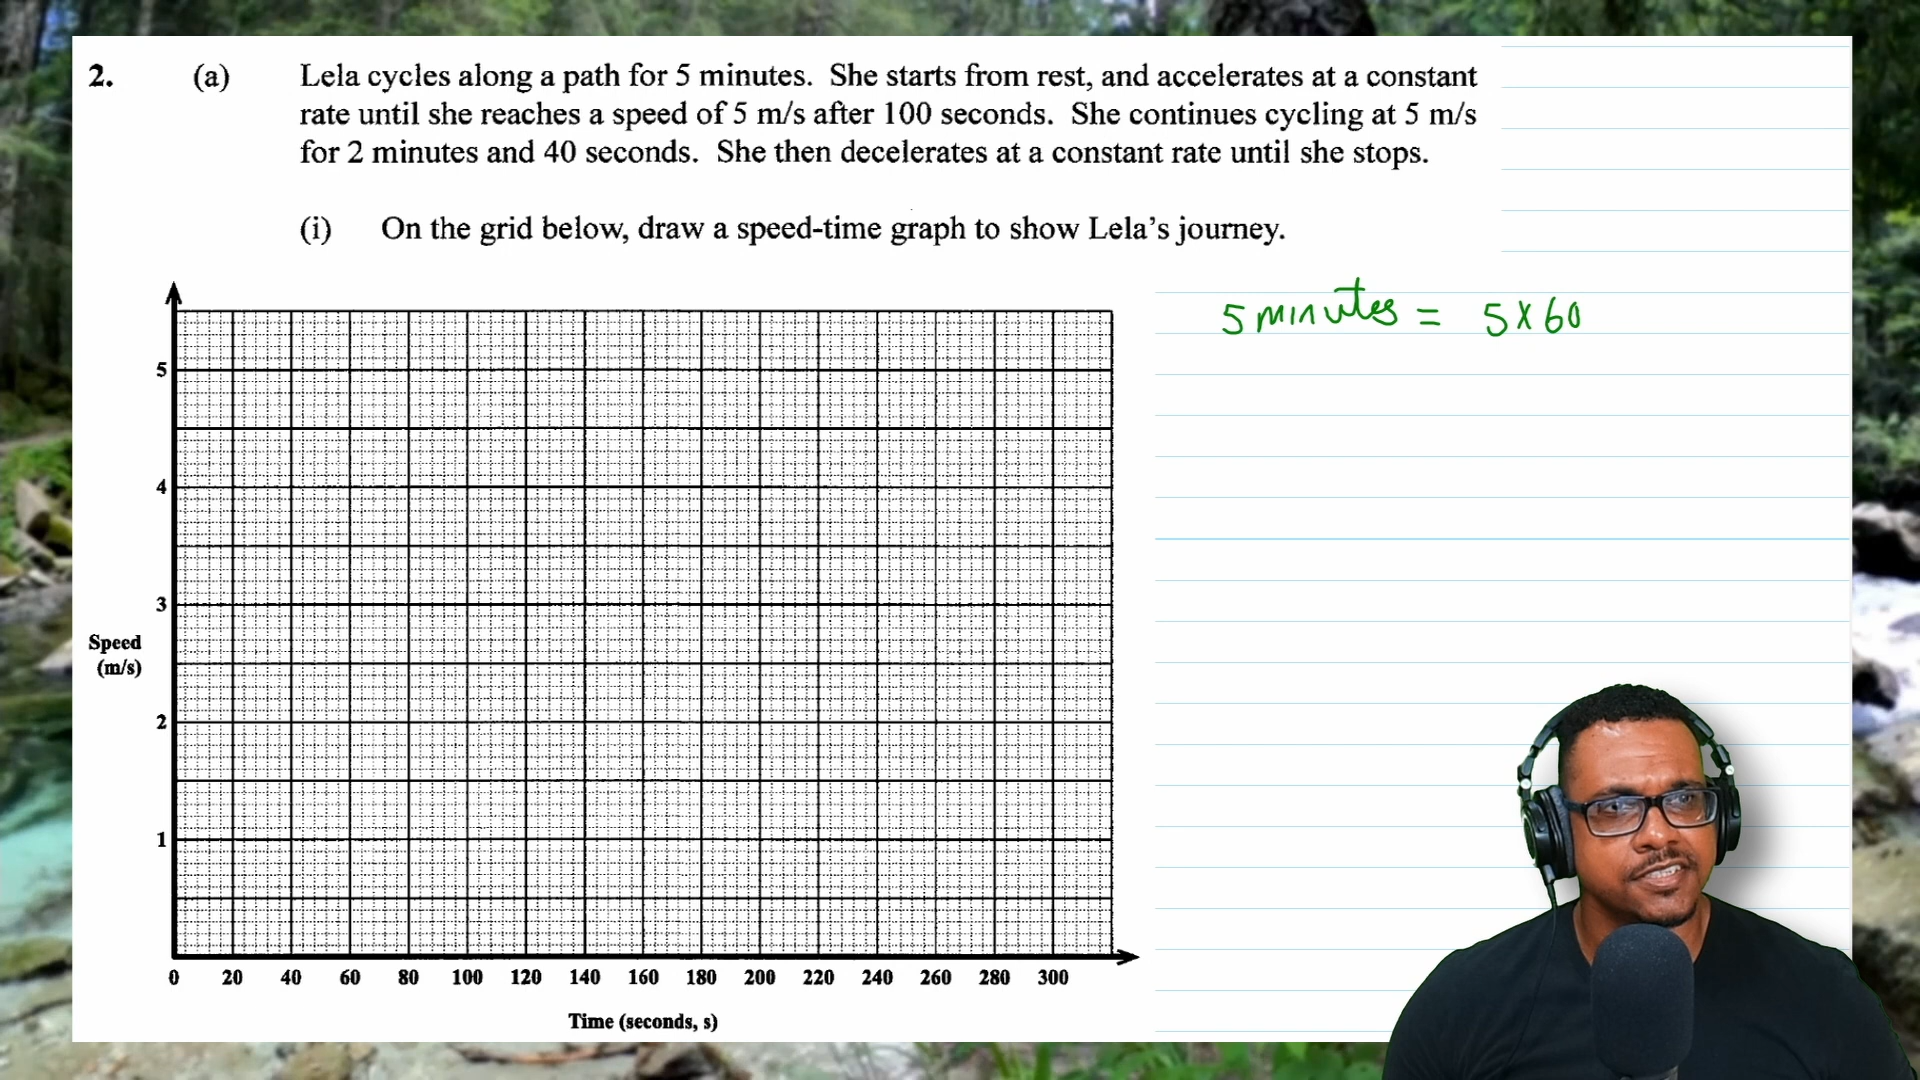 2. (a) Lela cycles along a path for 5 minutes. She starts from rest, and accelerates at a constant
rate until she reaches a speed of 5 m/s after 100 seconds. She continues cycling at 5 m/s
for 2 minutes and 40 seconds. She then decelerates at a constant rate until she stops.
(i) On the grid below, draw a speed-time graph to show Lela's journey.
5 minutes = 5 x 60
5
4
3
Speed
(m/s)
2
1
0 20 40 60 80 100 120 140 160 180 200 220 240 260 280 300
Time (seconds, s)